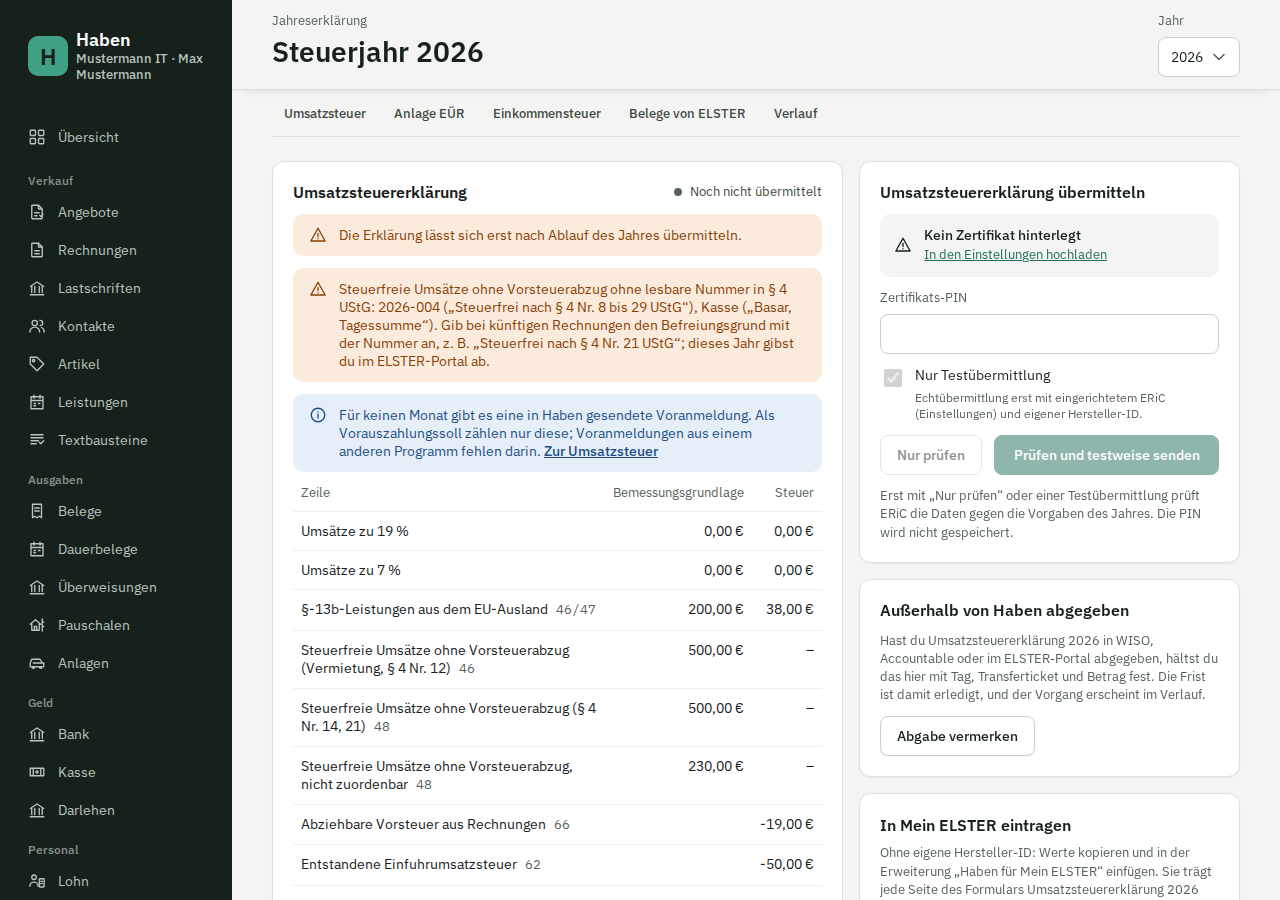 H
Haben
Mustermann IT · Max
Mustermann
Übersicht
Verkauf
Angebote
Rechnungen
Lastschriften
Kontakte
Artikel
Leistungen
Textbausteine
Ausgaben
Belege
Dauerbelege
Überweisungen
Pauschalen
Anlagen
Geld
Bank
Kasse
Darlehen
Personal
Lohn
Jahreserklärung
Steuerjahr 2026
Jahr
2026
Umsatzsteuer Anlage EÜR Einkommensteuer Belege von ELSTER Verlauf
Umsatzsteuererklärung
Noch nicht übermittelt
Die Erklärung lässt sich erst nach Ablauf des Jahres übermitteln.
Steuerfreie Umsätze ohne Vorsteuerabzug ohne lesbare Nummer in § 4
UStG: 2026-004 („Steuerfrei nach § 4 Nr. 8 bis 29 UStG“), Kasse („Basar,
Tagessumme“). Gib bei künftigen Rechnungen den Befreiungsgrund mit
der Nummer an, z. B. „Steuerfrei nach § 4 Nr. 21 UStG“; dieses Jahr gibst
du im ELSTER-Portal ab.
Für keinen Monat gibt es eine in Haben gesendete Voranmeldung. Als
Vorauszahlungssoll zählen nur diese; Voranmeldungen aus einem
anderen Programm fehlen darin. Zur Umsatzsteuer
Zeile Bemessungsgrundlage Steuer
Umsätze zu 19 % 0,00 € 0,00 €
Umsätze zu 7 % 0,00 € 0,00 €
§-13b-Leistungen aus dem EU-Ausland 46/47 200,00 € 38,00 €
Steuerfreie Umsätze ohne Vorsteuerabzug 500,00 € –
(Vermietung, § 4 Nr. 12) 46
Steuerfreie Umsätze ohne Vorsteuerabzug (§ 4 500,00 € –
Nr. 14, 21) 48
Steuerfreie Umsätze ohne Vorsteuerabzug, 230,00 € –
nicht zuordenbar 48
Abziehbare Vorsteuer aus Rechnungen 66 -19,00 €
Entstandene Einfuhrumsatzsteuer 62 -50,00 €
Umsatzsteuererklärung übermitteln
Kein Zertifikat hinterlegt
In den Einstellungen hochladen
Zertifikats-PIN
Nur Testübermittlung
Echtübermittlung erst mit eingerichtetem ERiC
(Einstellungen) und eigener Hersteller-ID.
Nur prüfen Prüfen und testweise senden
Erst mit „Nur prüfen“ oder einer Testübermittlung prüft
ERiC die Daten gegen die Vorgaben des Jahres. Die PIN
wird nicht gespeichert.
Außerhalb von Haben abgegeben
Hast du Umsatzsteuererklärung 2026 in WISO,
Accountable oder im ELSTER-Portal abgegeben, hältst du
das hier mit Tag, Transferticket und Betrag fest. Die Frist
ist damit erledigt, und der Vorgang erscheint im Verlauf.
Abgabe vermerken
In Mein ELSTER eintragen
Ohne eigene Hersteller-ID: Werte kopieren und in der
Erweiterung „Haben für Mein ELSTER“ einfügen. Sie trägt
jede Seite des Formulars Umsatzsteuererklärung 2026